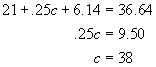 21 + .25c + 6.14 = 36.64
.25c = 9.50
c = 38